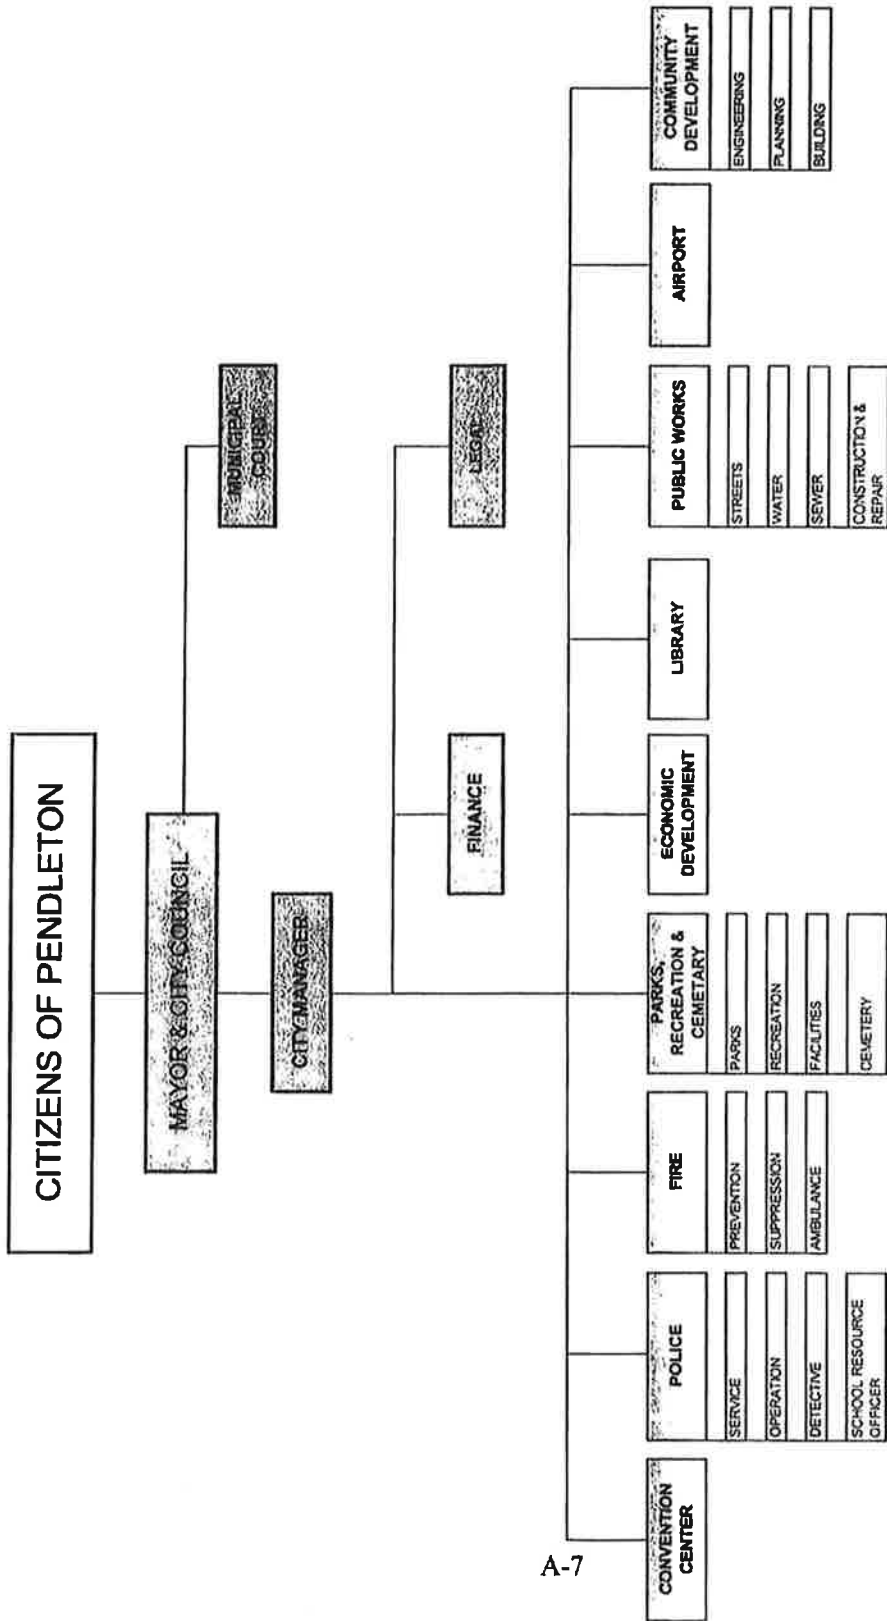 CITIZENS OF PENDLETON
MAYOR & CITY COUNCIL
MUNICIPAL
COURT
CITY MANAGER
FINANCE
LEGAL
CONVENTION
CENTER
POLICE
SERVICE
OPERATION
DETECTIVE
SCHOOL RESOURCE
OFFICER
FIRE
PREVENTION
SUPPRESSION
AMBULANCE
PARKS,
RECREATION &
CEMETARY
PARKS
RECREATION
FACILITIES
CEMETERY
ECONOMIC
DEVELOPMENT
LIBRARY
PUBLIC WORKS
STREETS
WATER
SEWER
CONSTRUCTION &
REPAIR
AIRPORT
COMMUNITY
DEVELOPMENT
ENGINEERING
PLANNING
BUILDING
A-7